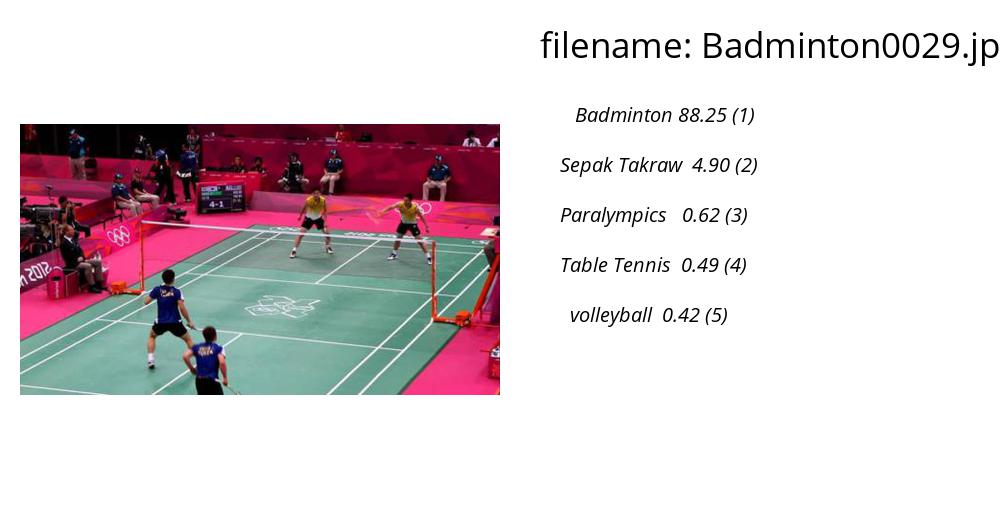 filename: Badminton0029.jp
Badminton 88.25 (1)
Sepak Takraw 4.90 (2)
Paralympics 0.62 (3)
Table Tennis 0.49 (4)
volleyball 0.42 (5)
4-1